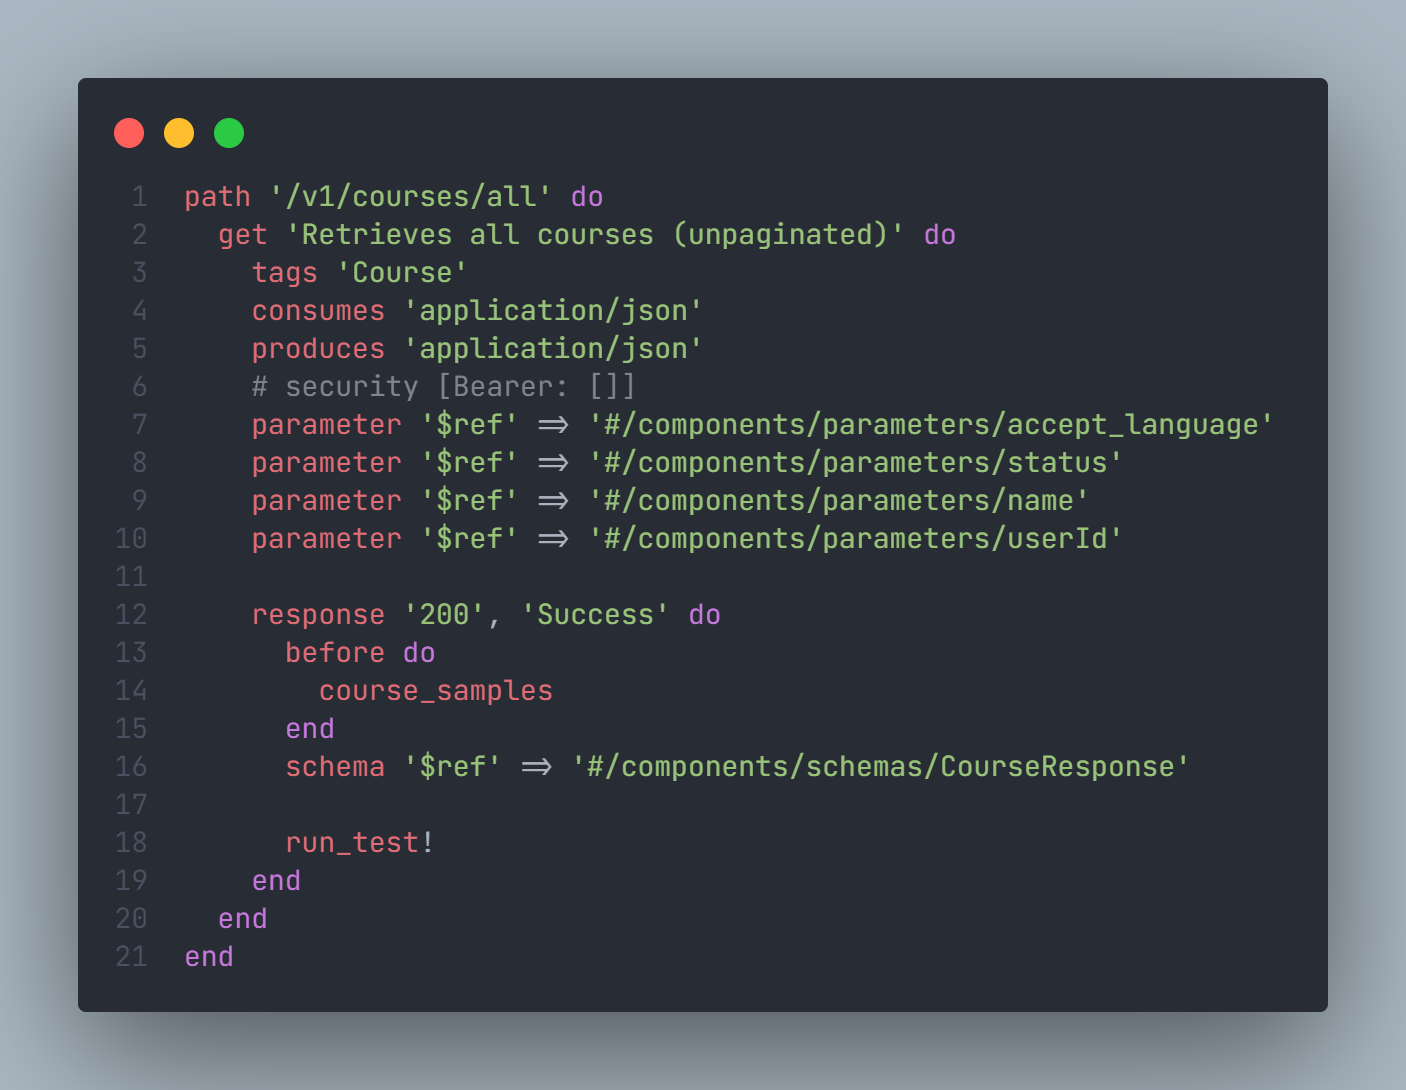 1 path '/v1/courses/all' do
2   get 'Retrieves all courses (unpaginated)' do
3     tags 'Course'
4     consumes 'application/json'
5     produces 'application/json'
6     # security [Bearer: []]
7     parameter '$ref' => '#/components/parameters/accept_language'
8     parameter '$ref' => '#/components/parameters/status'
9     parameter '$ref' => '#/components/parameters/name'
10     parameter '$ref' => '#/components/parameters/userId'
11
12     response '200', 'Success' do
13       before do
14         course_samples
15       end
16       schema '$ref' => '#/components/schemas/CourseResponse'
17
18       run_test!
19     end
20   end
21 end